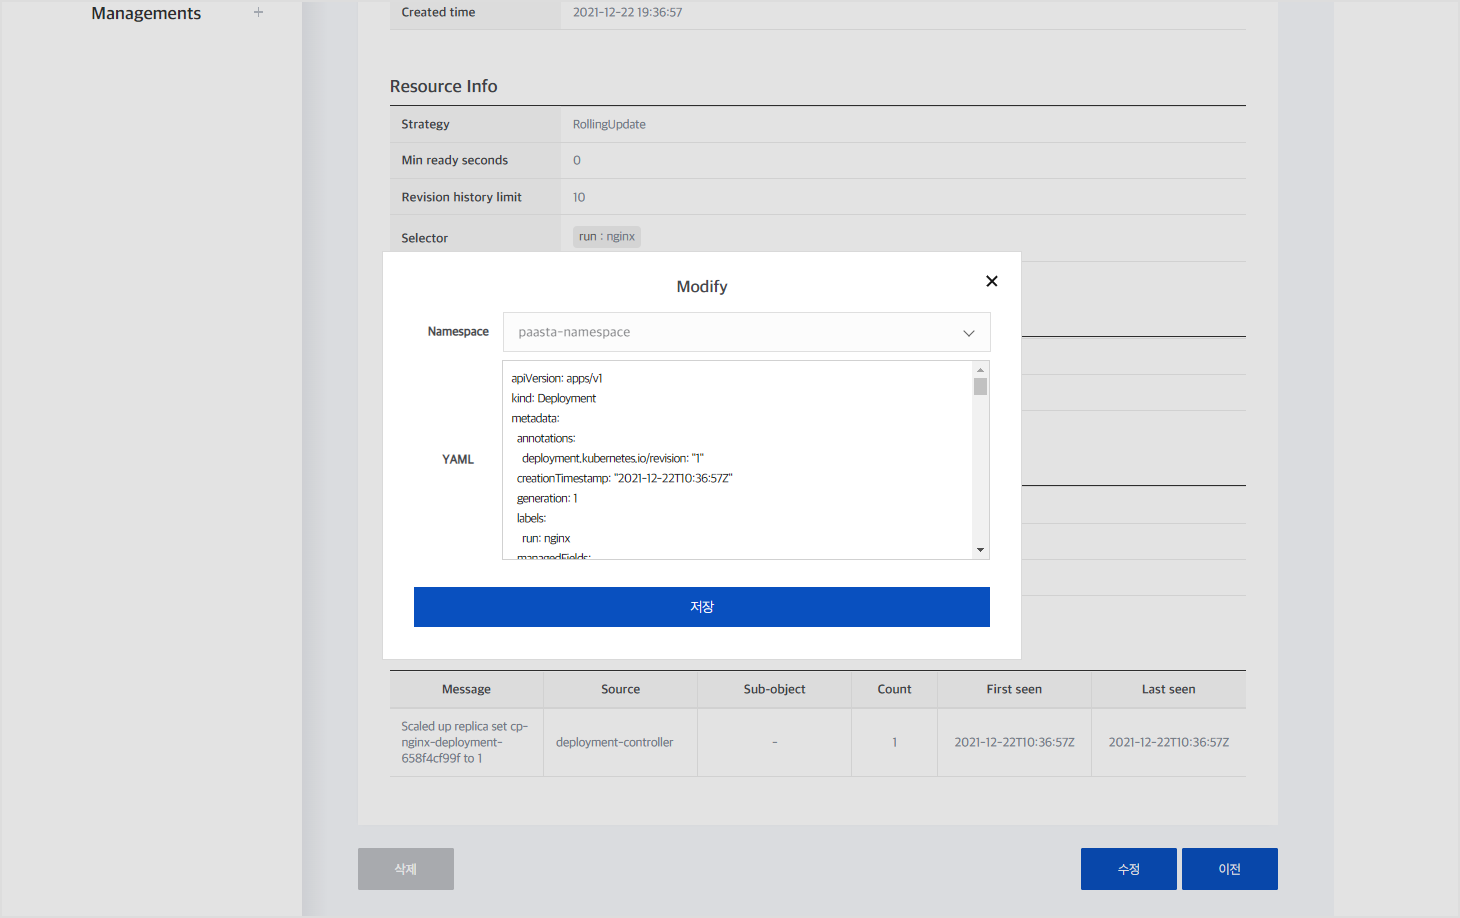 Managements +
Created time 2021-12-22 19:36:57
Resource Info
Strategy RollingUpdate
Min ready seconds 0
Revision history limit 10
Selector run : nginx
Modify
Namespace paasta-namespace
YAML
apiVersion: apps/v1
kind: Deployment
metadata:
annotations:
deployment.kubernetes.io/revision: "1"
creationTimestamp: "2021-12-22T10:36:57Z"
generation: 1
labels:
run: nginx
managedFields:
저장
Message Source Sub-object Count First seen Last seen
Scaled up replica set cp-
nginx-deployment-
658f4cf99f to 1
deployment-controller - 1 2021-12-22T10:36:57Z 2021-12-22T10:36:57Z
삭제 수정 이전